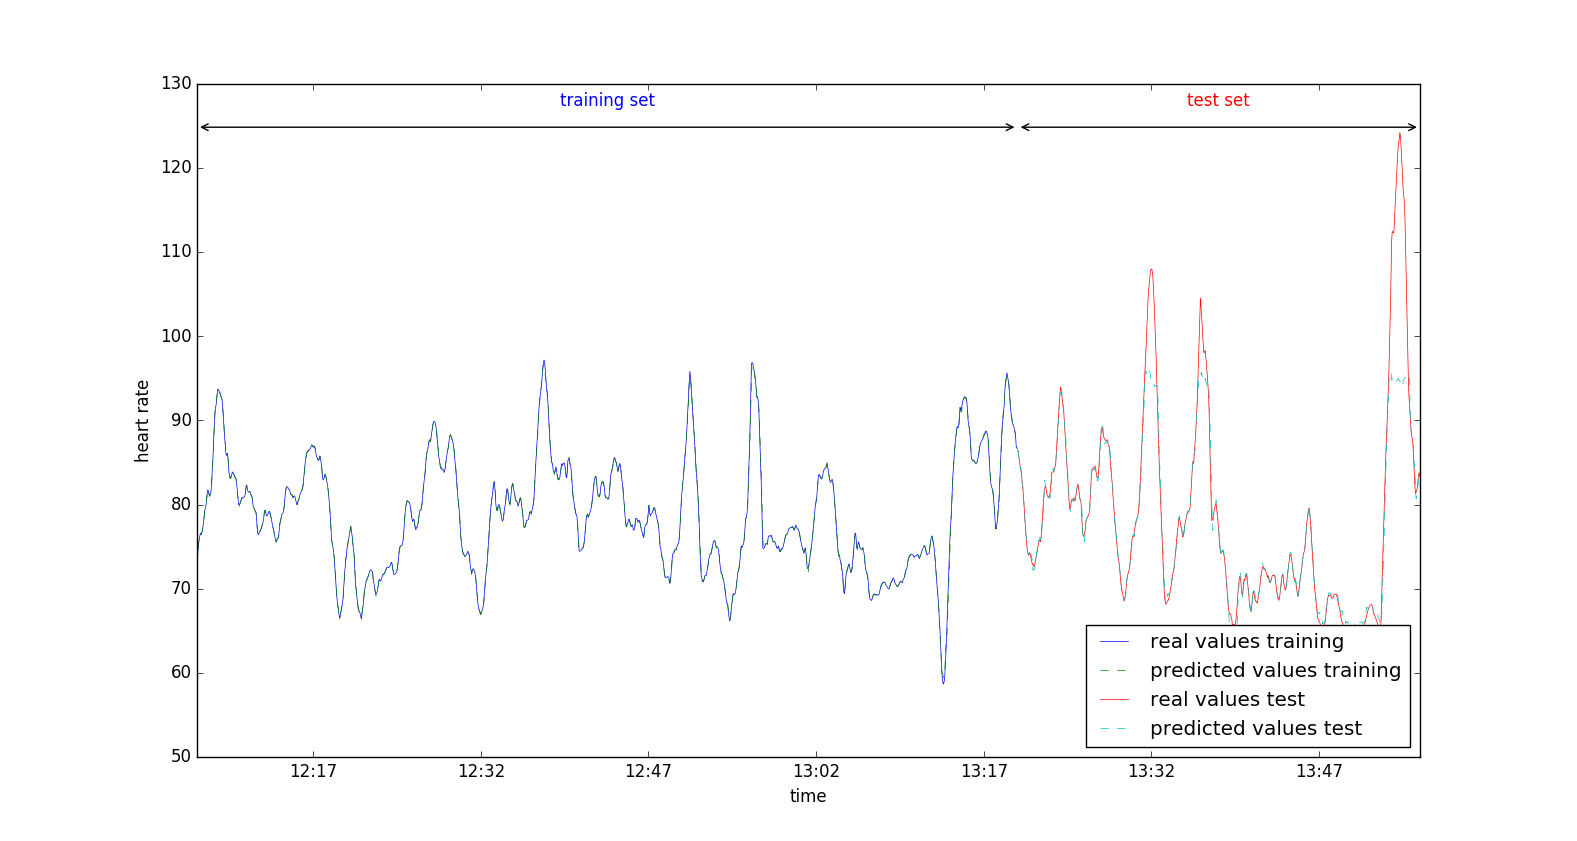 130
training set
test set
120
110
100
90
80
70
60
50
heart rate
real values training
predicted values training
real values test
predicted values test
12:17 12:32 12:47 13:02 13:17 13:32 13:47
time